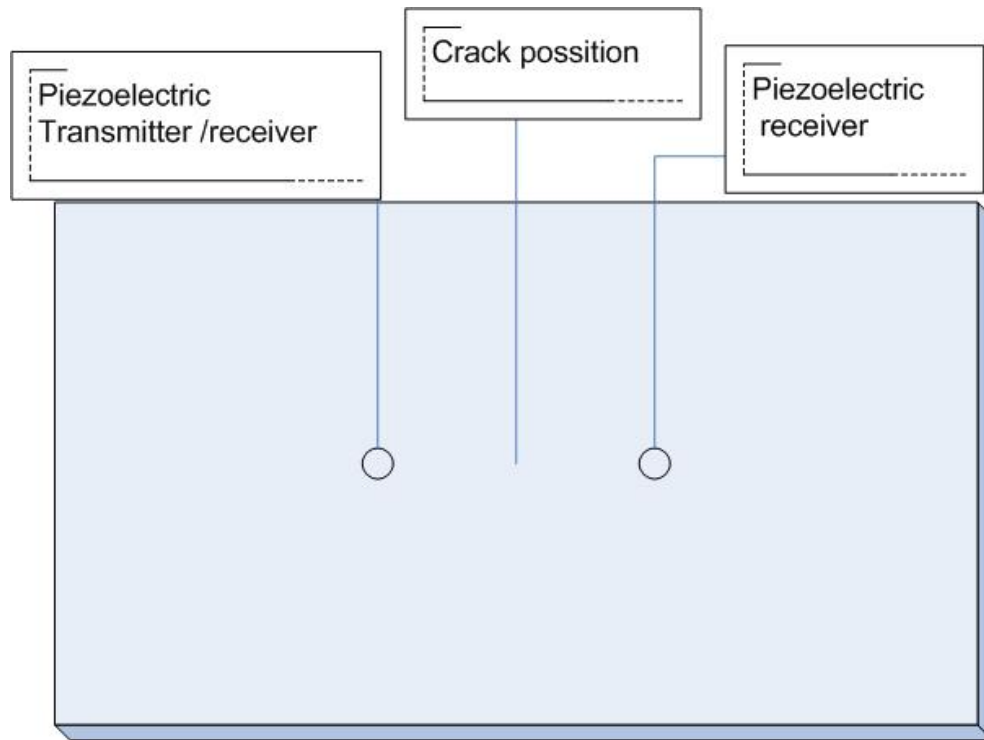 Piezoelectric
Transmitter /receiver
Crack possition
Piezoelectric
receiver